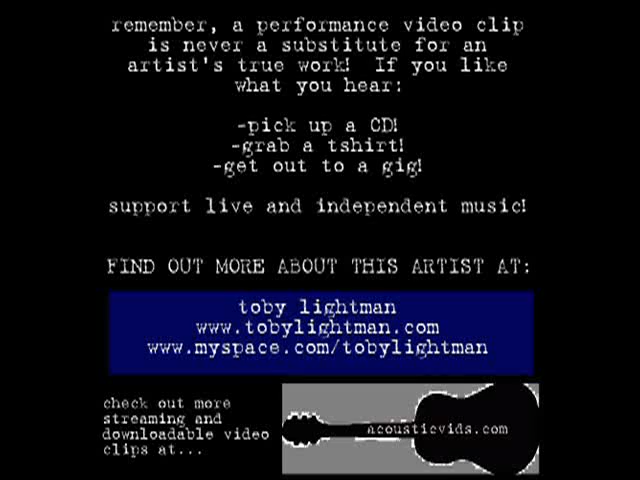 remember, a performance video clip
is never a substitute for an
artist's true work! If you like
what you hear:
-pick up a CD!
-grab a tshirt!
-get out to a gig!
support live and independent music!
FIND OUT MORE ABOUT THIS ARTIST AT:
toby lightman
www.tobylightman.com
www.myspace.com/tobylightman
check out more
streaming and
downloadable video
clips at...
acousticvids.com